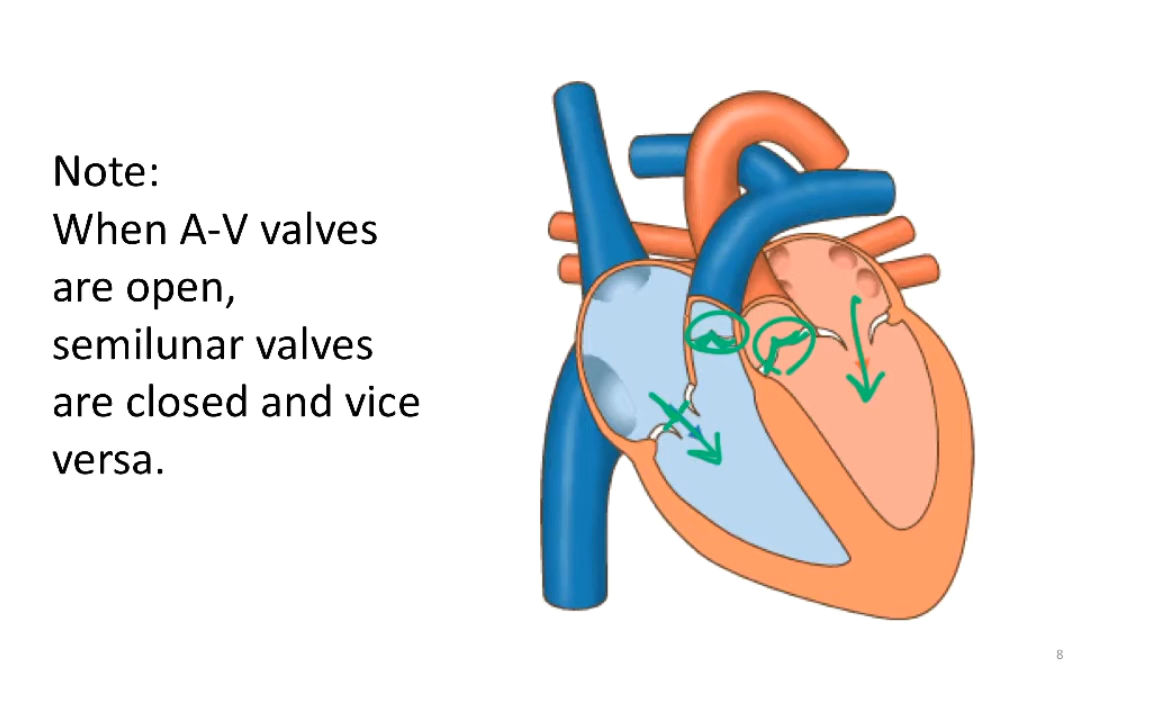 Note:
When A-V valves
are open,
semilunar valves
are closed and vice
versa.
8